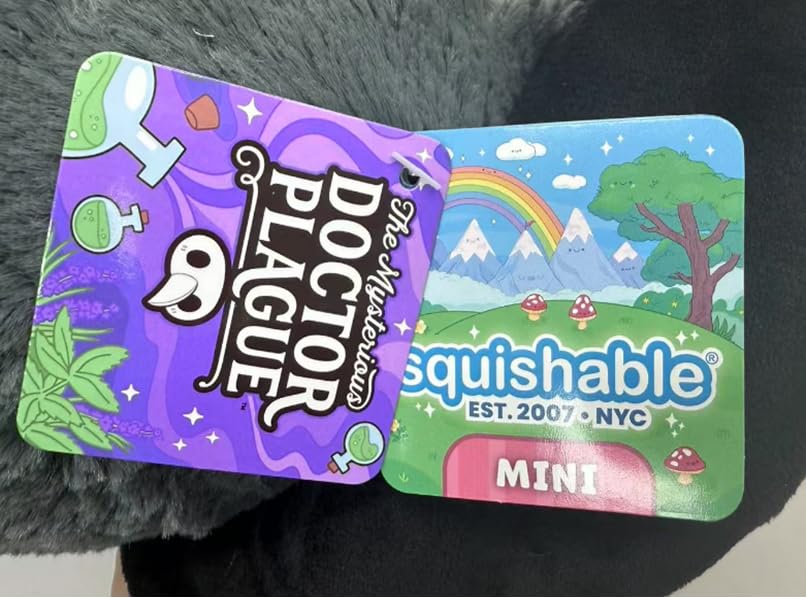 The Mysterious
DOCTOR
PLAGUE
squishable®
EST. 2007 • NYC
MINI